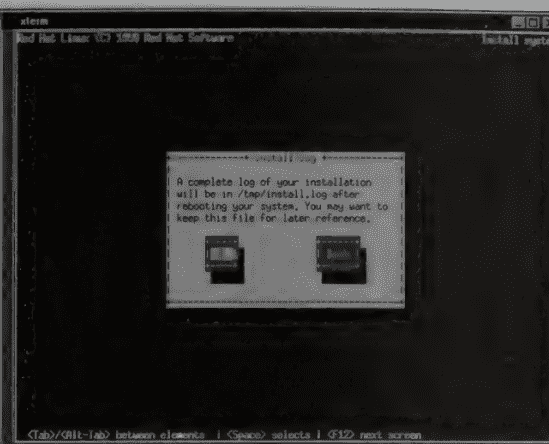 xterm
Red Hat Linux (C) Red Hat Software
Install
A complete log of your installation
will be in /tmp/install.log after
rebooting your system. You may want to
keep this file for later reference.
<Tab>/<Alt-Tab> between elements | <Space> selects | <F12> next screen